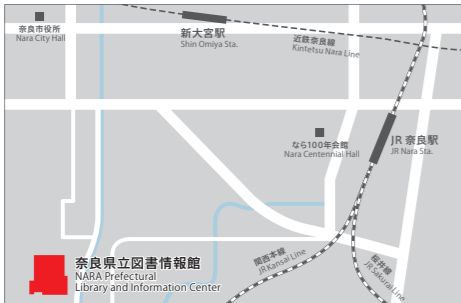 奈良市役所
Nara City Hall
新大宮駅
Shin Omiya Sta.
近鉄奈良線
Kintetsu Nara Line
なら100年会館
Nara Centennial Hall
JR 奈良駅
JR Nara Sta.
関西本線
JR Kansai Line
桜井線
JR Sakurai Line
奈良県立図書情報館
NARA Prefectural
Library and Information Center